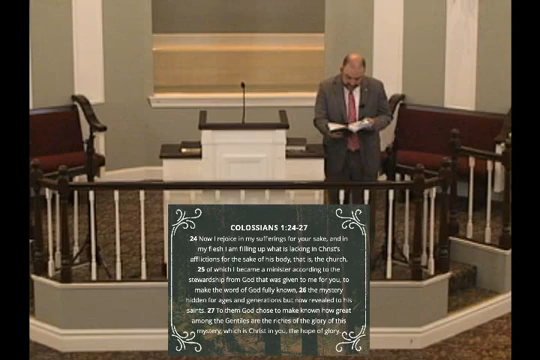 COLOSSIANS 1:24-27
24 Now I rejoice in my sufferings for your sake, and in
my flesh I am filling up what is lacking in Christ's
afflictions for the sake of his body, that is, the church,
25 of which I became a minister according to the
stewardship from God that was given to me for you, to
make the word of God fully known, 26 the mystery
hidden for ages and generations but now revealed to his
saints. 27 To them God chose to make known how great
among the Gentiles are the riches of the glory of this
mystery, which is Christ in you, the hope of glory.